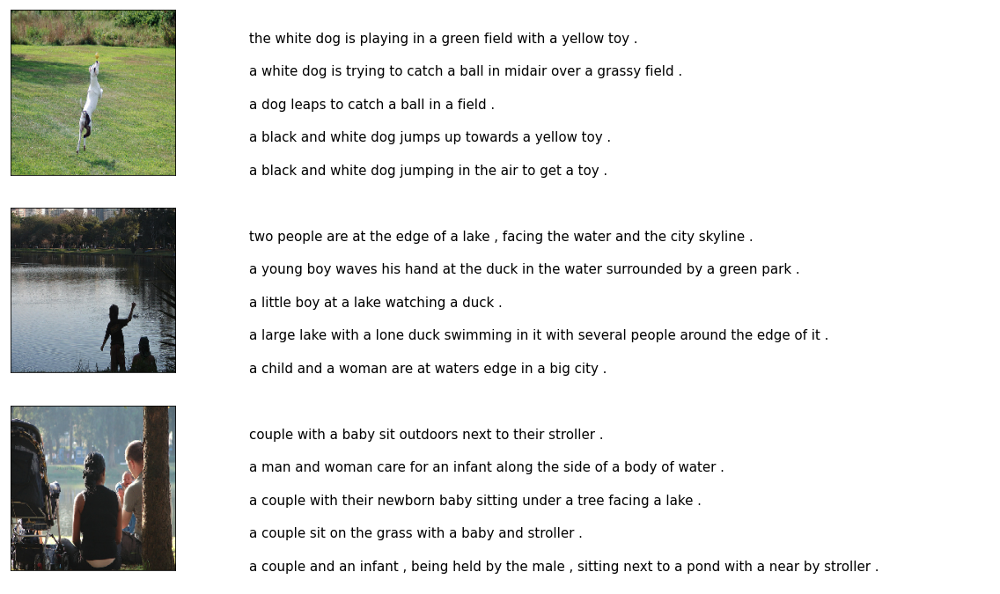 the white dog is playing in a green field with a yellow toy .
a white dog is trying to catch a ball in midair over a grassy field .
a dog leaps to catch a ball in a field .
a black and white dog jumps up towards a yellow toy .
a black and white dog jumping in the air to get a toy .
two people are at the edge of a lake , facing the water and the city skyline .
a young boy waves his hand at the duck in the water surrounded by a green park .
a little boy at a lake watching a duck .
a large lake with a lone duck swimming in it with several people around the edge of it .
a child and a woman are at waters edge in a big city .
couple with a baby sit outdoors next to their stroller .
a man and woman care for an infant along the side of a body of water .
a couple with their newborn baby sitting under a tree facing a lake .
a couple sit on the grass with a baby and stroller .
a couple and an infant , being held by the male , sitting next to a pond with a near by stroller .